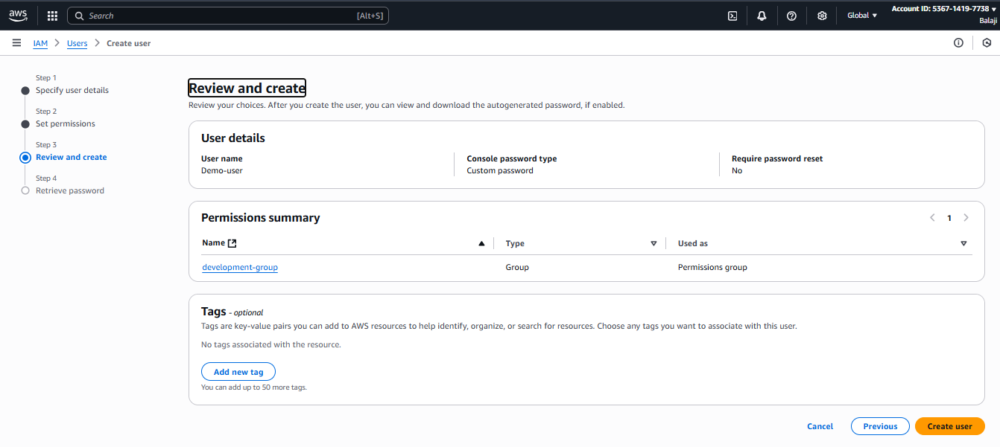 aws
Search [Alt+S]
Global ▼
Account ID: 5367-1419-7738 ▼
Balaji
IAM > Users > Create user
Step 1
Specify user details
Step 2
Set permissions
Step 3
Review and create
Step 4
Retrieve password
Review and create
Review your choices. After you create the user, you can view and download the autogenerated password, if enabled.
User details
User name
Demo-user
Console password type
Custom password
Require password reset
No
Permissions summary
< 1 >
Name ▲ Type ▽ Used as ▽
development-group Group Permissions group
Tags - optional
Tags are key-value pairs you can add to AWS resources to help identify, organize, or search for resources. Choose any tags you want to associate with this user.
No tags associated with the resource.
Add new tag
You can add up to 50 more tags.
Cancel Previous Create user